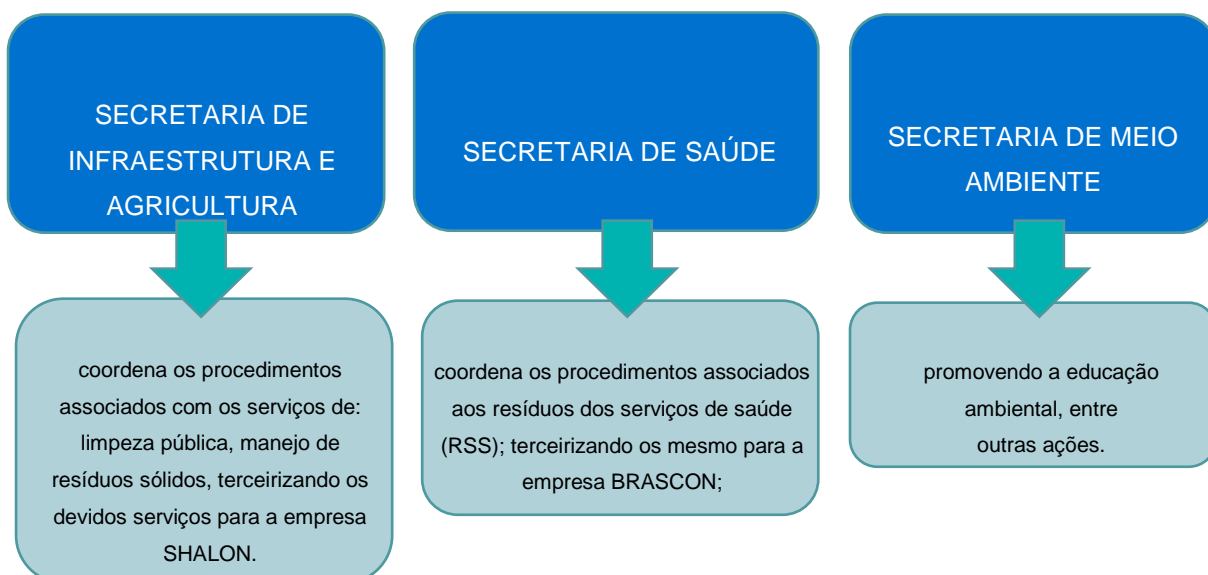 SECRETARIA DE
INFRAESTRUTURA E
AGRICULTURA
coordena os procedimentos
associados com os serviços de:
limpeza pública, manejo de
resíduos sólidos, terceirizando os
devidos serviços para a empresa
SHALON.
SECRETARIA DE SAÚDE
coordena os procedimentos associados
aos resíduos dos serviços de saúde
(RSS); terceirizando os mesmo para a
empresa BRASCON;
SECRETARIA DE MEIO
AMBIENTE
promovendo a educação
ambiental, entre
outras ações.